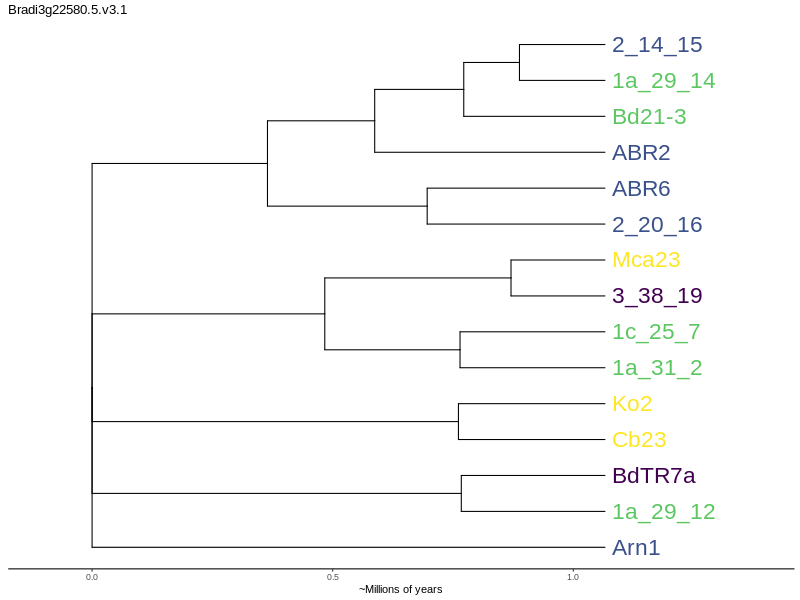 Bradi3g22580.5.v3.1
2_14_15
1a_29_14
Bd21-3
ABR2
ABR6
2_20_16
Mca23
3_38_19
1c_25_7
1a_31_2
Ko2
Cb23
BdTR7a
1a_29_12
Arn1
0.0 0.5 1.0
~Millions of years